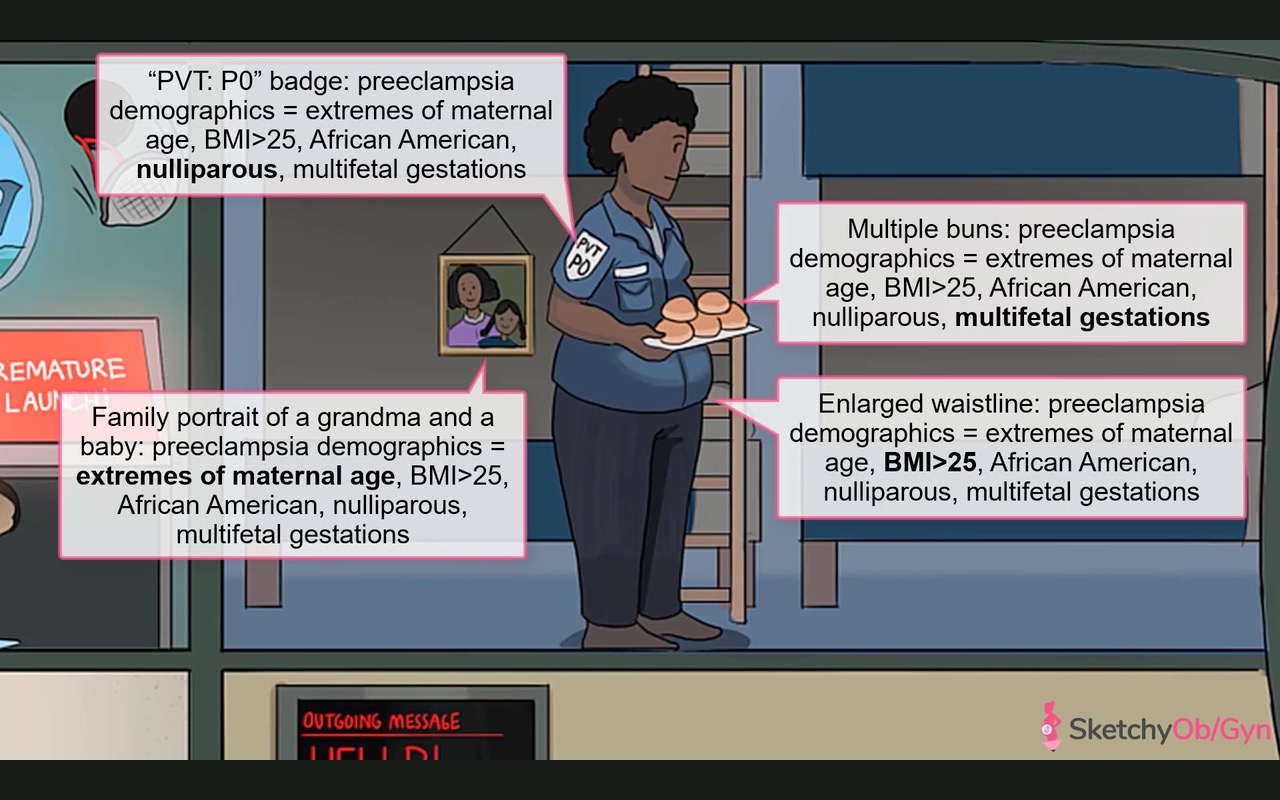 “PVT: P0” badge: preeclampsia
demographics = extremes of maternal
age, BMI>25, African American,
nulliparous, multifetal gestations
PVT
P0
Multiple buns: preeclampsia
demographics = extremes of maternal
age, BMI>25, African American,
nulliparous, multifetal gestations
REMATURE
LAUNCH!
Family portrait of a grandma and a
baby: preeclampsia demographics =
extremes of maternal age, BMI>25,
African American, nulliparous,
multifetal gestations
Enlarged waistline: preeclampsia
demographics = extremes of maternal
age, BMI>25, African American,
nulliparous, multifetal gestations
OUTGOING MESSAGE
HELLP!
SketchyOb/Gyn